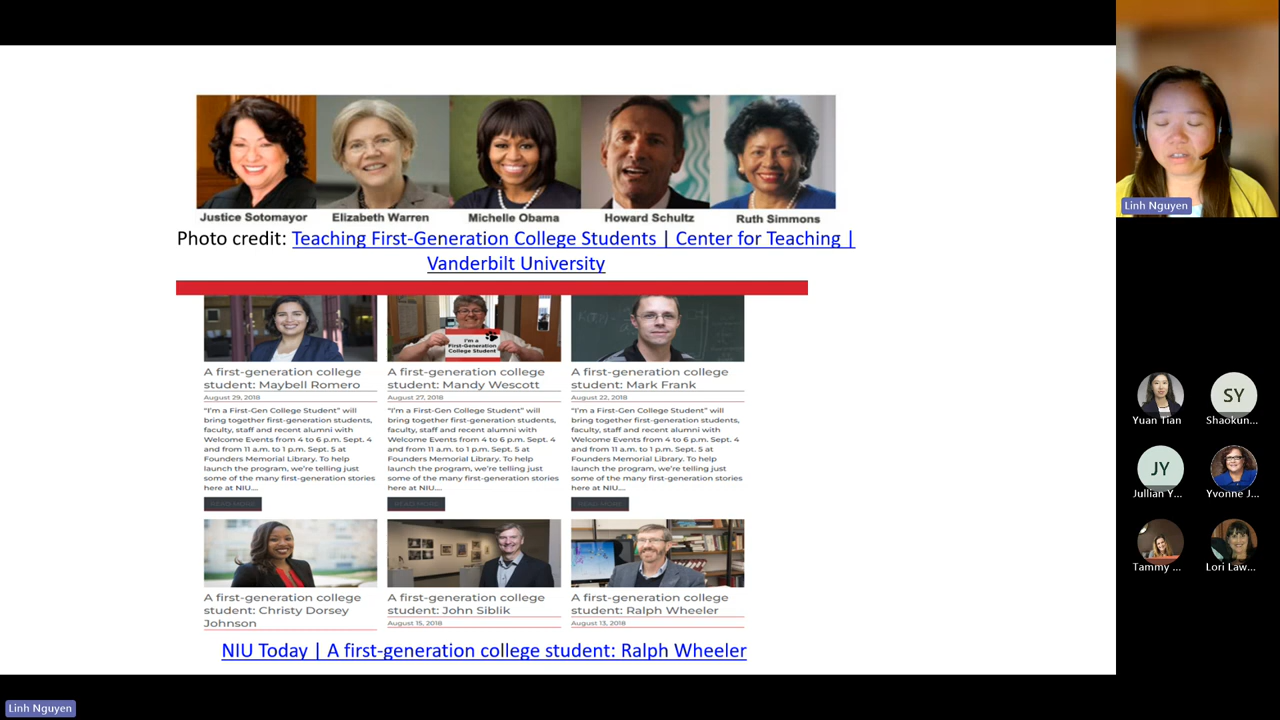 Justice Sotomayor
Elizabeth Warren
Michelle Obama
Howard Schultz
Ruth Simmons
Photo credit: Teaching First-Generation College Students | Center for Teaching |
Vanderbilt University
I'm a
First-Generation
College Student
A first-generation college
student: Maybell Romero
August 29, 2018
"I'm a First-Gen College Student" will
bring together first-generation students,
faculty, staff and recent alumni with
Welcome Events from 4 to 6 p.m. Sept. 4
and from 11 a.m. to 1 p.m. Sept. 5 at
Founders Memorial Library. To help
launch the program, we're telling just
some of the many first-generation stories
here at NIU....
A first-generation college
student: Mandy Wescott
August 27, 2018
"I'm a First-Gen College Student" will
bring together first-generation students,
faculty, staff and recent alumni with
Welcome Events from 4 to 6 p.m. Sept. 4
and from 11 a.m. to 1 p.m. Sept. 5 at
Founders Memorial Library. To help
launch the program, we're telling just
some of the many first-generation stories
here at NIU....
A first-generation college
student: Mark Frank
August 22, 2018
"I'm a First-Gen College Student" will
bring together first-generation students,
faculty, staff and recent alumni with
Welcome Events from 4 to 6 p.m. Sept. 4
and from 11 a.m. to 1 p.m. Sept. 5 at
Founders Memorial Library. To help
launch the program, we're telling just
some of the many first-generation stories
here at NIU....
A first-generation college
student: Christy Dorsey
Johnson
A first-generation college
student: John Siblik
August 15, 2018
A first-generation college
student: Ralph Wheeler
August 13, 2018
NIU Today | A first-generation college student: Ralph Wheeler
Linh Nguyen
Yuan Tian
SY
Shaokun...
JY
Jullian Y...
Yvonne J...
Tammy ...
Lori Law...
Linh Nguyen